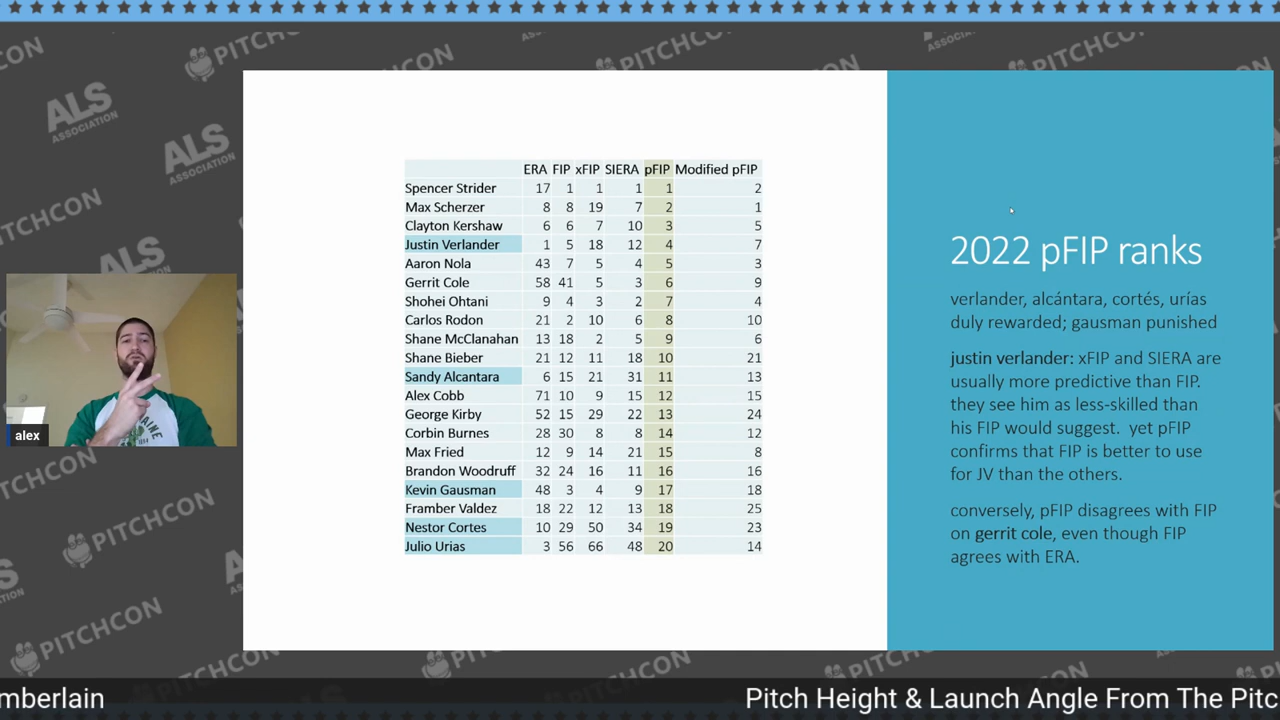 PITCHCON
ALS
ASSOCIATION
ERA FIP xFIP SIERA pFIP Modified pFIP
Spencer Strider 17 1 1 1 1 2
Max Scherzer 8 8 19 7 2 1
Clayton Kershaw 6 6 7 10 3 5
Justin Verlander 1 5 18 12 4 7
Aaron Nola 43 7 5 4 5 3
Gerrit Cole 58 41 5 3 6 9
Shohei Ohtani 9 4 3 2 7 4
Carlos Rodon 21 2 10 6 8 10
Shane McClanahan 13 18 2 5 9 6
Shane Bieber 21 12 11 18 10 21
Sandy Alcantara 6 15 21 31 11 13
Alex Cobb 71 10 9 15 12 15
George Kirby 52 15 29 22 13 24
Corbin Burnes 28 30 8 8 14 12
Max Fried 12 9 14 21 15 8
Brandon Woodruff 32 24 16 11 16 16
Kevin Gausman 48 3 4 9 17 18
Framber Valdez 18 22 12 13 18 25
Nestor Cortes 10 29 50 34 19 23
Julio Urias 3 56 66 48 20 14
2022 pFIP ranks
verlander, alcántara, cortés, urías
duly rewarded; gausman punished
justin verlander: xFIP and SIERA are
usually more predictive than FIP.
they see him as less-skilled than
his FIP would suggest. yet pFIP
confirms that FIP is better to use
for JV than the others.
conversely, pFIP disagrees with FIP
on gerrit cole, even though FIP
agrees with ERA.
alex
mberlain
Pitch Height & Launch Angle From The Pitc